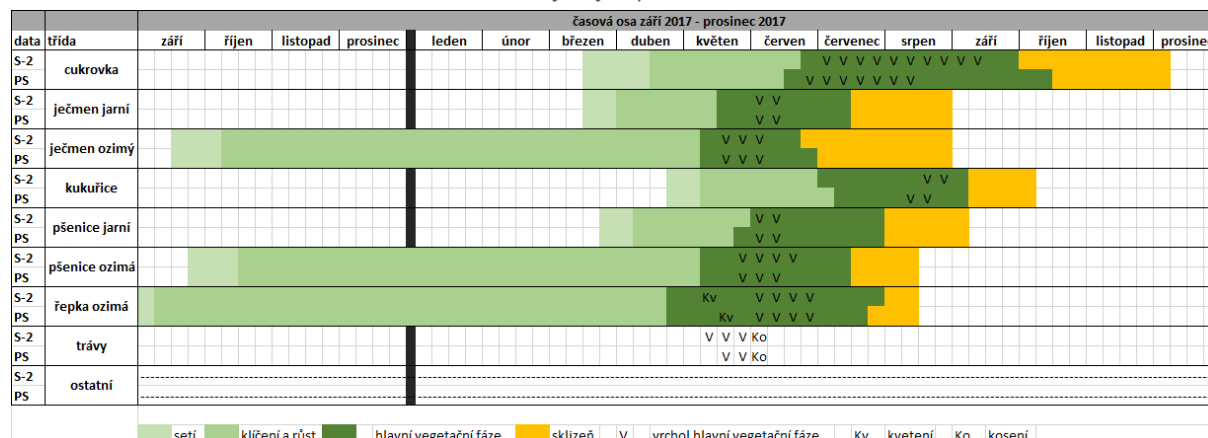 časová osa září 2017 - prosinec 2017
data třída září říjen listopad prosinec leden únor březen duben květen červen červenec srpen září říjen listopad prosinec
S-2 V V V V V V V V V V
cukrovka
PS V V V V V V V
S-2 V V
ječmen jarní
PS V V
S-2 V V V
ječmen ozimý
PS V V V
S-2 V V
kukuřice
PS V V
S-2 V V
pšenice jarní
PS V V
S-2 V V V V
pšenice ozimá
PS V V V
S-2 Kv V V V V
řepka ozimá
PS Kv V V V V
S-2 V V V Ko
trávy
PS V V Ko
S-2
ostatní
PS
setí klíčení a růst hlavní vegetační fáze sklizeň V vrchol hlavní vegetační fáze Kv kvetení Ko kosení